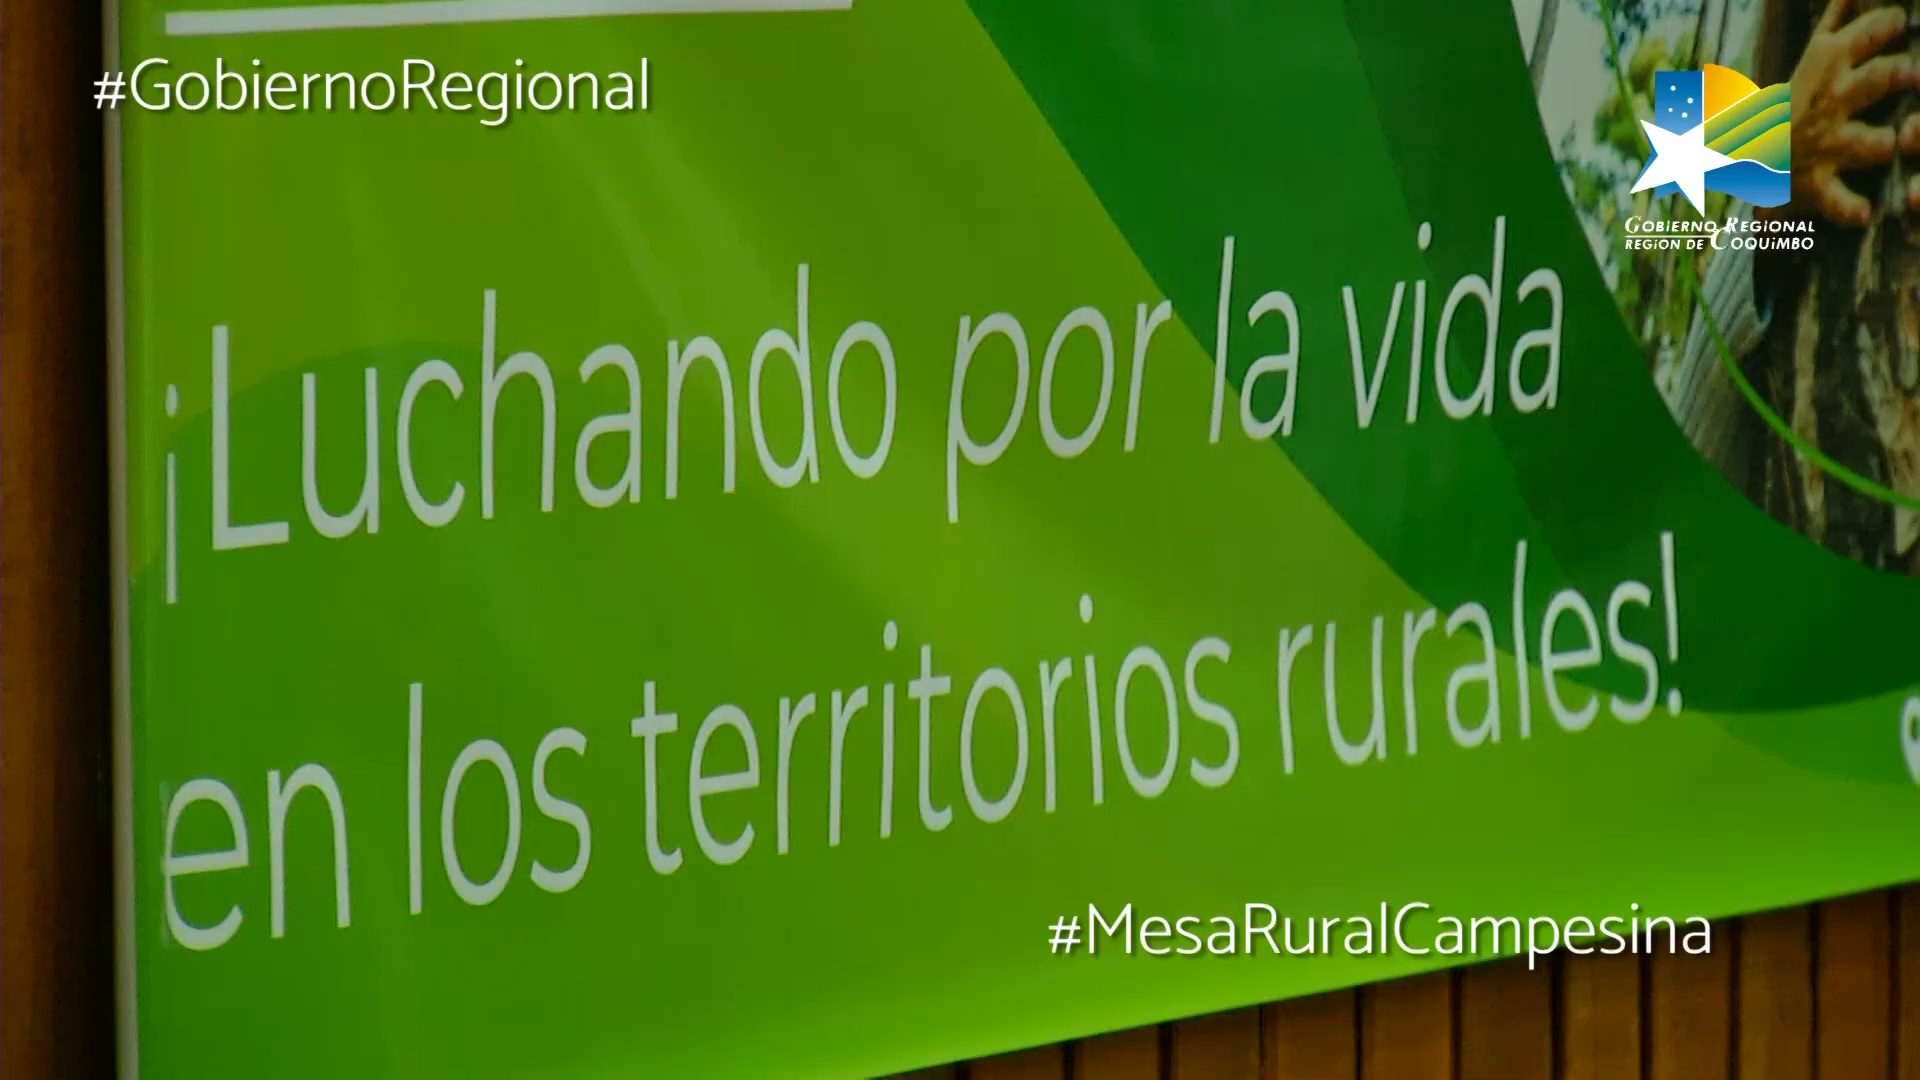 #GobiernoRegional
GOBIERNO REGIONAL
REGION DE COQUIMBO
¡Luchando por la vida
en los territorios rurales!
#MesaRuralCampesina